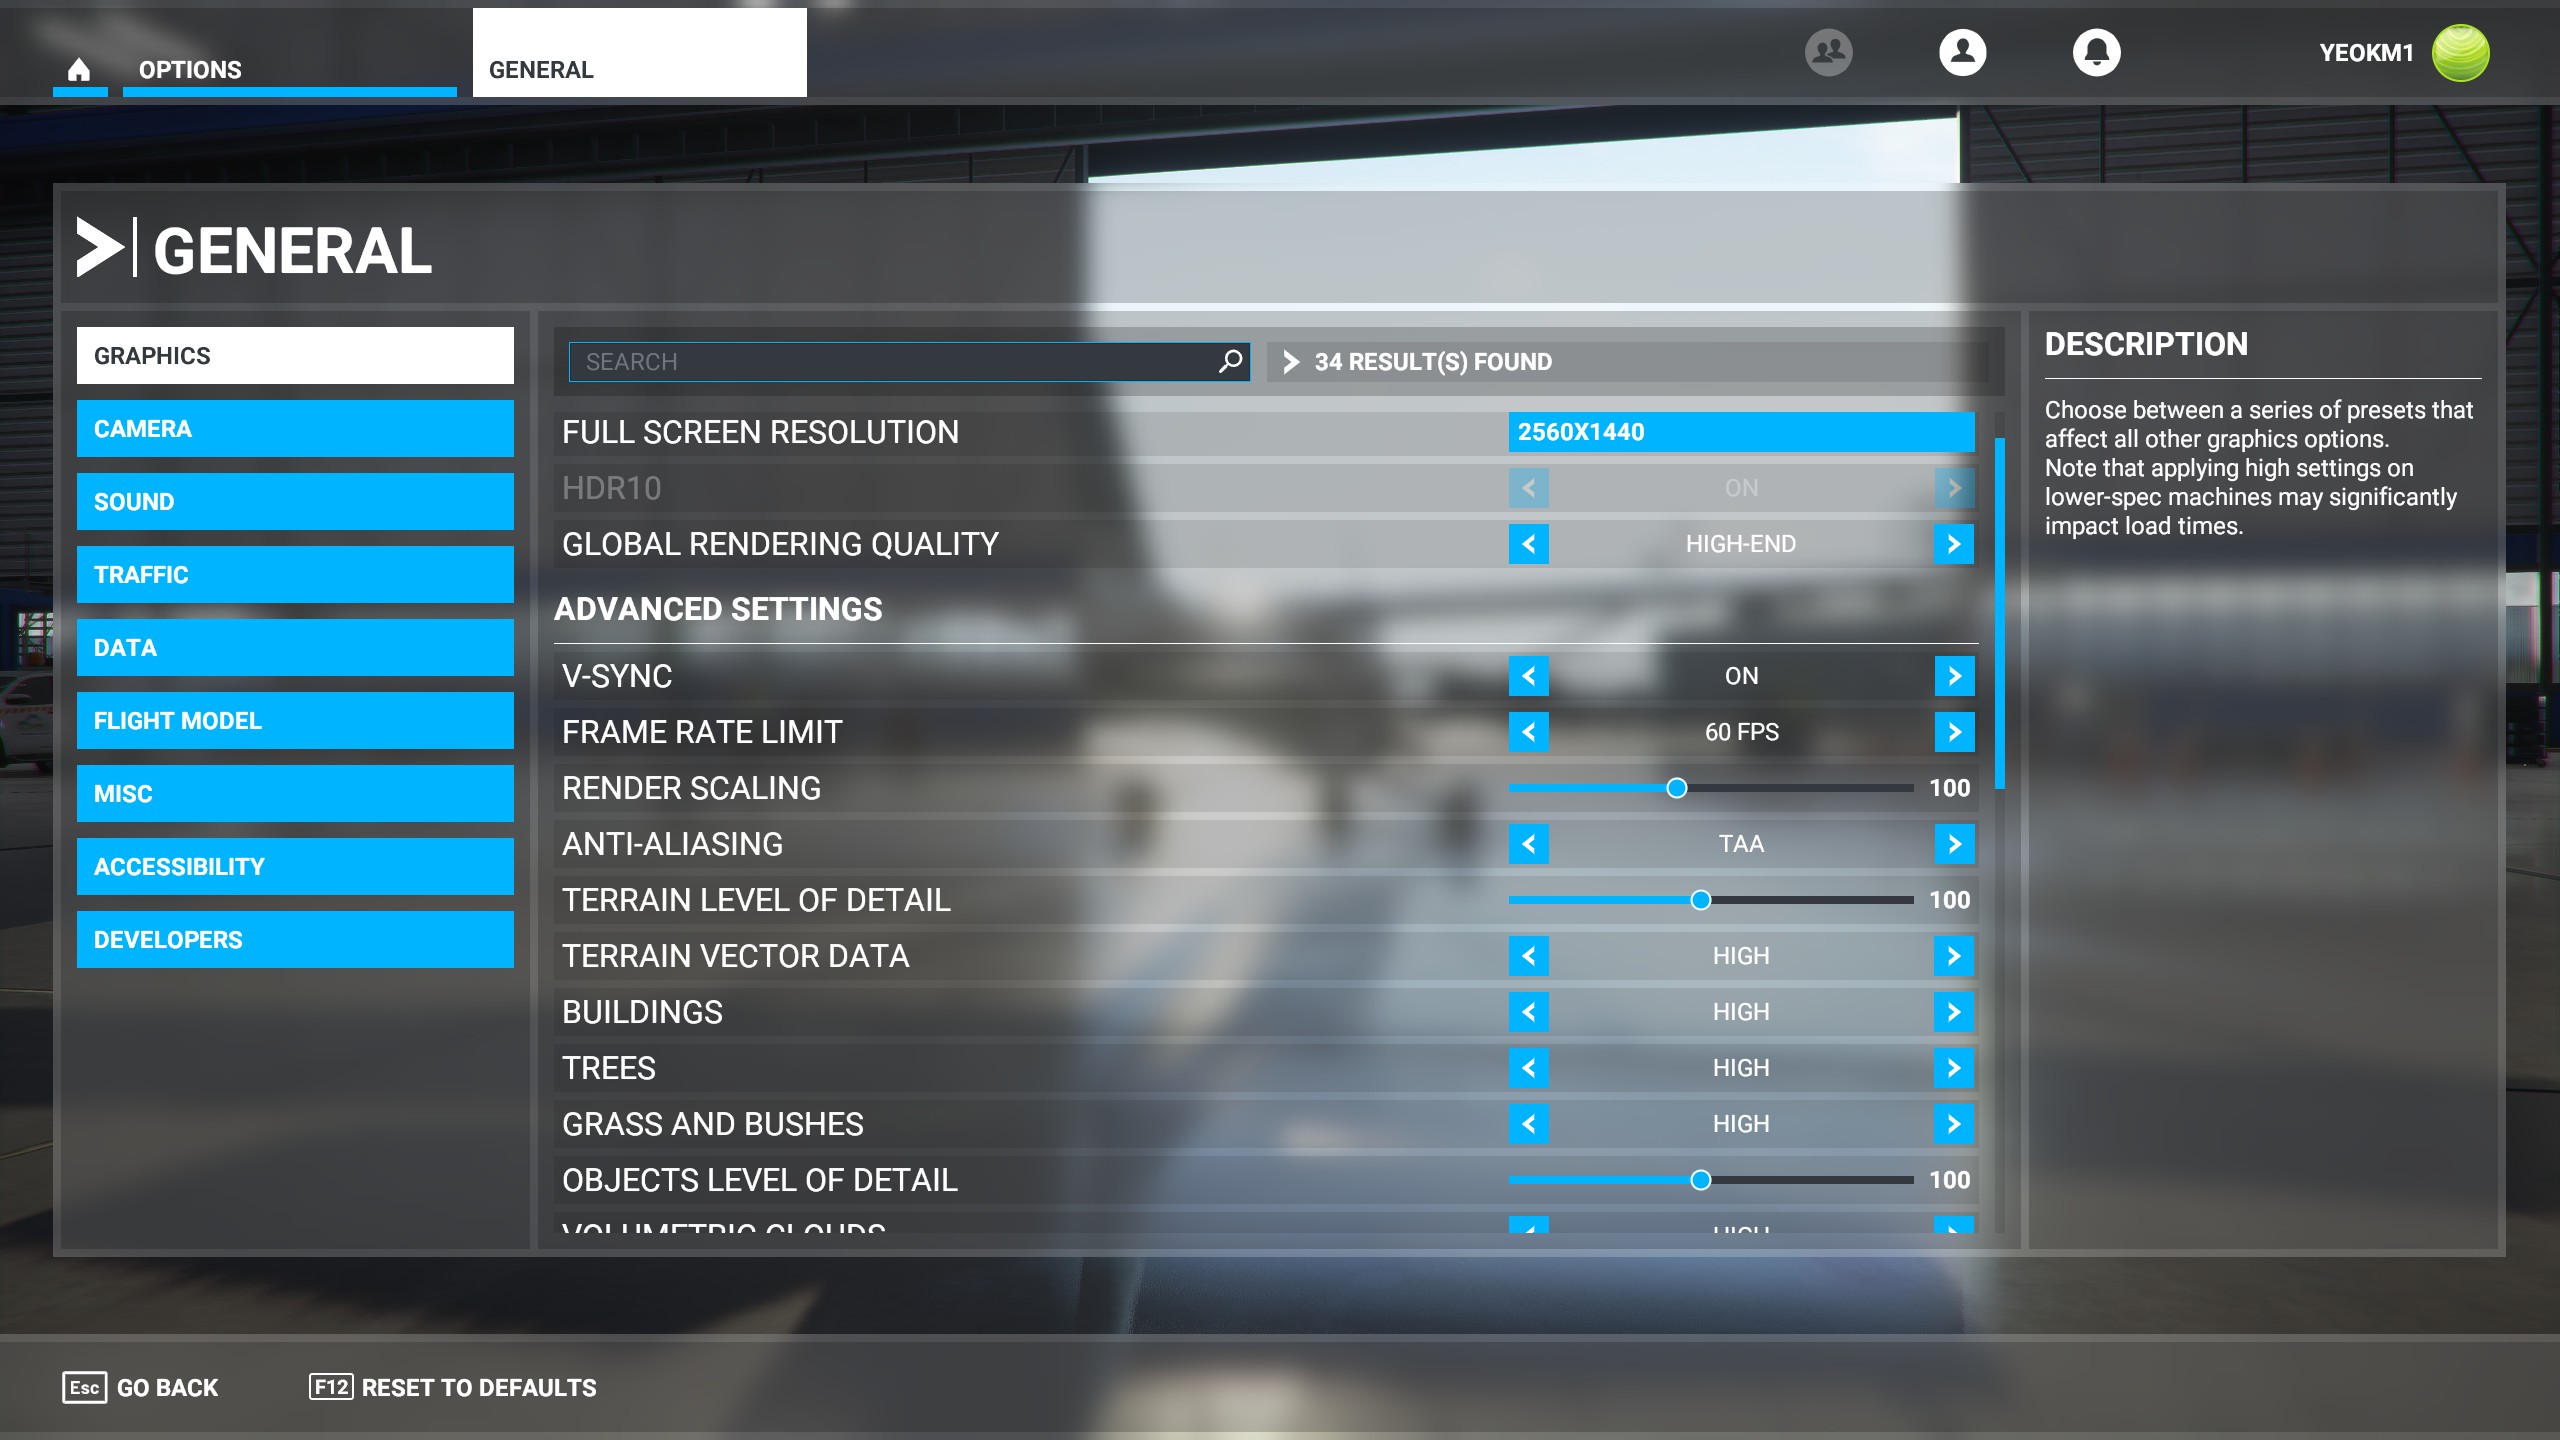 OPTIONS
GENERAL
YEOKM1
GENERAL
GRAPHICS
CAMERA
SOUND
TRAFFIC
DATA
FLIGHT MODEL
MISC
ACCESSIBILITY
DEVELOPERS
SEARCH
34 RESULT(S) FOUND
FULL SCREEN RESOLUTION 2560X1440
HDR10 ON
GLOBAL RENDERING QUALITY HIGH-END
ADVANCED SETTINGS
V-SYNC ON
FRAME RATE LIMIT 60 FPS
RENDER SCALING 100
ANTI-ALIASING TAA
TERRAIN LEVEL OF DETAIL 100
TERRAIN VECTOR DATA HIGH
BUILDINGS HIGH
TREES HIGH
GRASS AND BUSHES HIGH
OBJECTS LEVEL OF DETAIL 100
VOLUMETRIC CLOUDS HIGH
DESCRIPTION
Choose between a series of presets that
affect all other graphics options.
Note that applying high settings on
lower-spec machines may significantly
impact load times.
Esc GO BACK
F12 RESET TO DEFAULTS